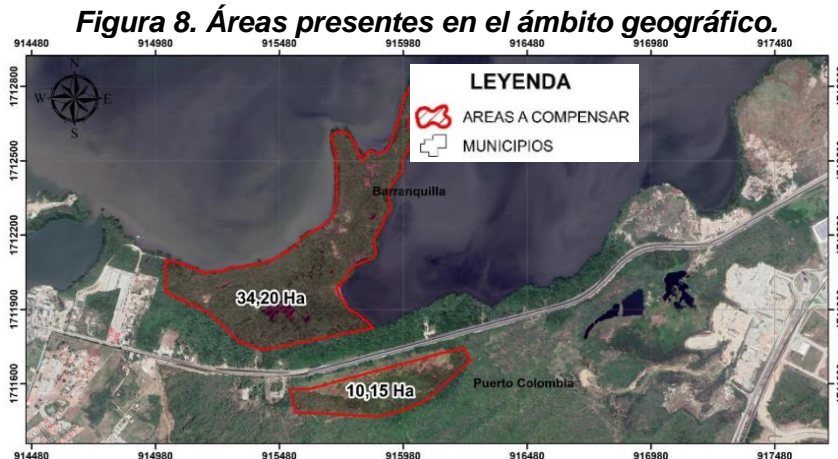 Figura 8. Áreas presentes en el ámbito geográfico.
914480 914980 915480 915980 916480 916980 917480
N
W E
S
LEYENDA
AREAS A COMPENSAR
MUNICIPIOS
1712800
1712500
1712200
1711900
1711600
Barranquilla
34,20 Ha
10,15 Ha
Puerto Colombia
914480 914980 915480 915980 916480 916980 917480